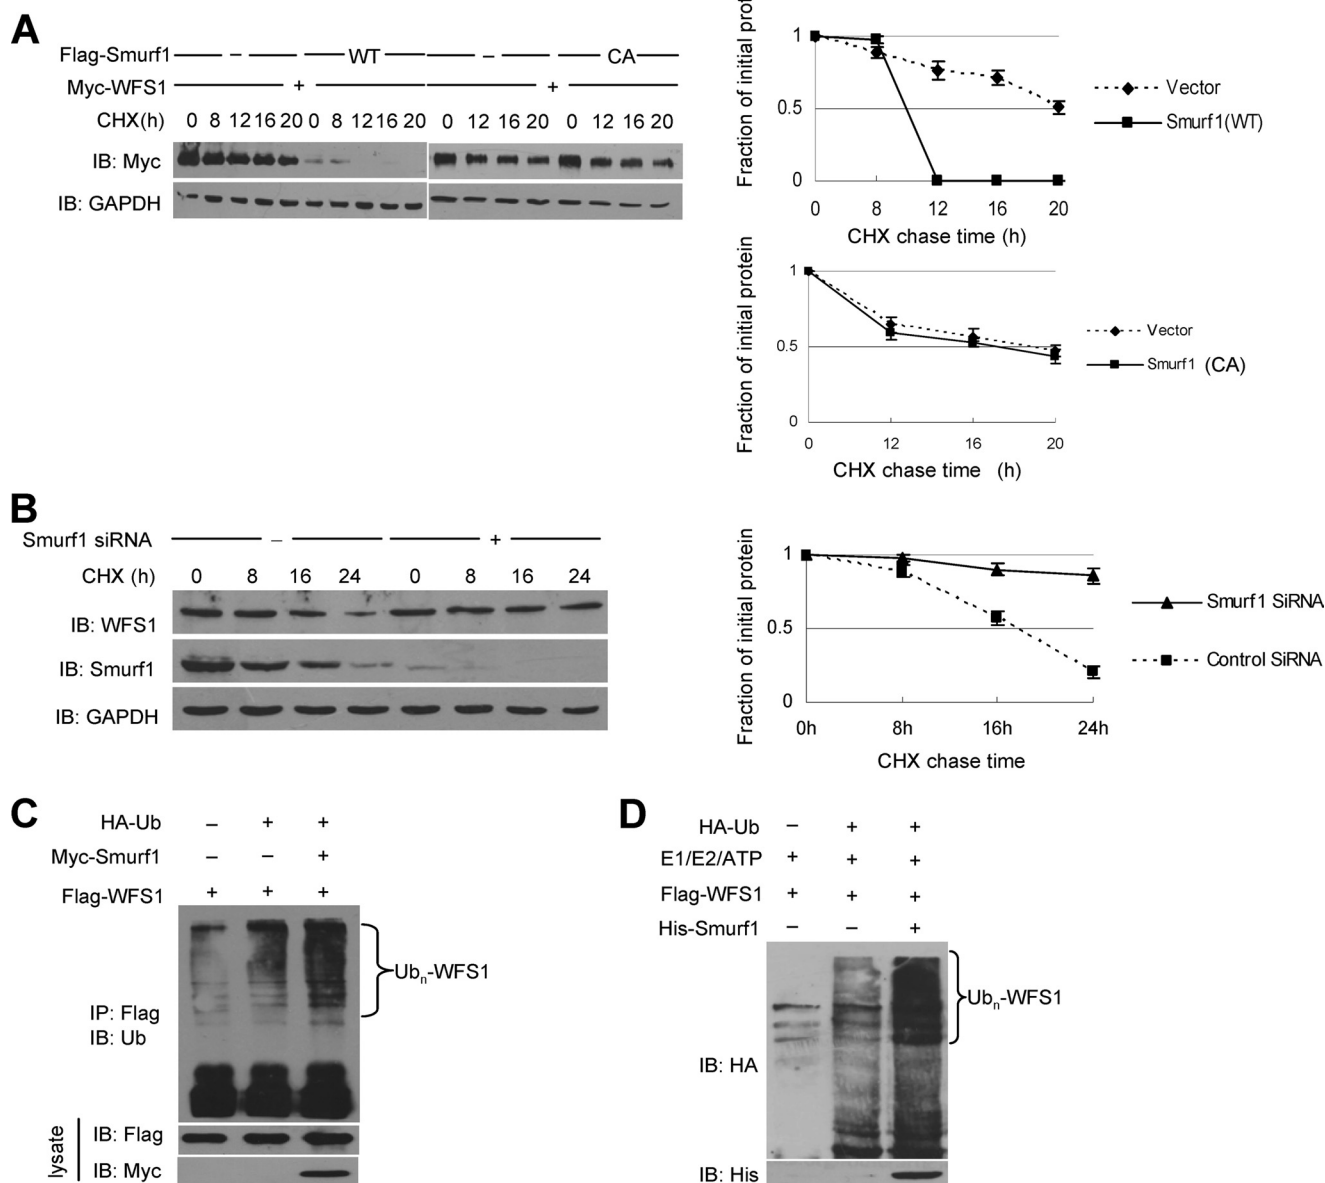 A
Flag-Smurf1 – WT – CA
Myc-WFS1 + +
CHX(h) 0 8 12 16 20 0 8 12 16 20 0 12 16 20 0 12 16 20
IB: Myc
IB: GAPDH
Fraction of initial prote
1
0.5
0
0 8 12 16 20
CHX chase time (h)
Vector
Smurf1(WT)
Fraction of initial protein
1
0.5
0
0 12 16 20
CHX chase time (h)
Vector
Smurf1 (CA)
B
Smurf1 siRNA – +
CHX (h) 0 8 16 24 0 8 16 24
IB: WFS1
IB: Smurf1
IB: GAPDH
Fraction of initial protein
1
0.5
0
0h 8h 16h 24h
CHX chase time
Smurf1 SiRNA
Control SiRNA
C
HA-Ub – + +
Myc-Smurf1 – – +
Flag-WFS1 + + +
Ubn-WFS1
IP: Flag
IB: Ub
lysate
IB: Flag
IB: Myc
D
HA-Ub – + +
E1/E2/ATP + + +
Flag-WFS1 + + +
His-Smurf1 – – +
Ubn-WFS1
IB: HA
IB: His